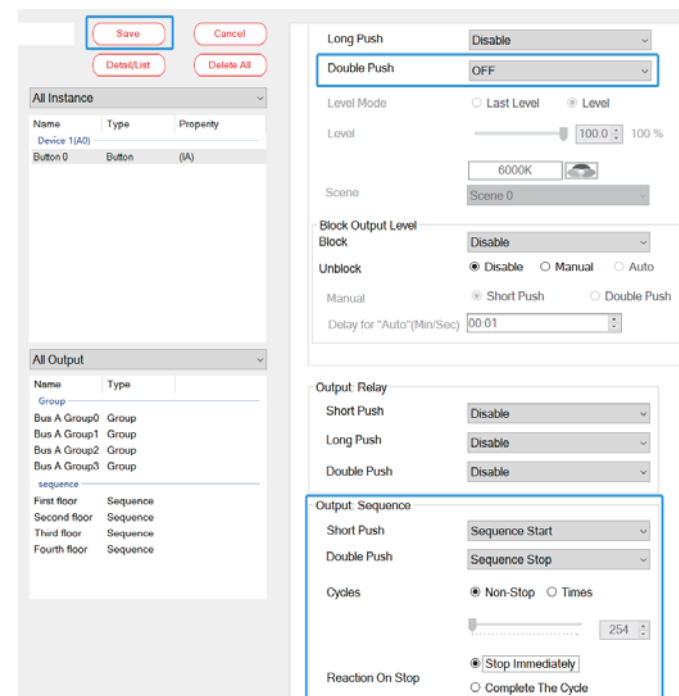 Save
Cancel
Detail/List
Delete All
All Instance
Name Type Property
Device 1(A0)
Button 0 Button (IA)
All Output
Name Type
Group
Bus A Group0 Group
Bus A Group1 Group
Bus A Group2 Group
Bus A Group3 Group
sequence
First floor Sequence
Second floor Sequence
Third floor Sequence
Fourth floor Sequence
Long Push Disable
Double Push OFF
Level Mode Last Level Level
Level 100.0 100 %
6000K
Scene Scene 0
Block Output Level
Block Disable
Unblock Disable Manual Auto
Manual Short Push Double Push
Delay for "Auto"(Min/Sec) 00:01
Output: Relay
Short Push Disable
Long Push Disable
Double Push Disable
Output: Sequence
Short Push Sequence Start
Double Push Sequence Stop
Cycles Non-Stop Times
254
Stop Immediately
Reaction On Stop
Complete The Cycle